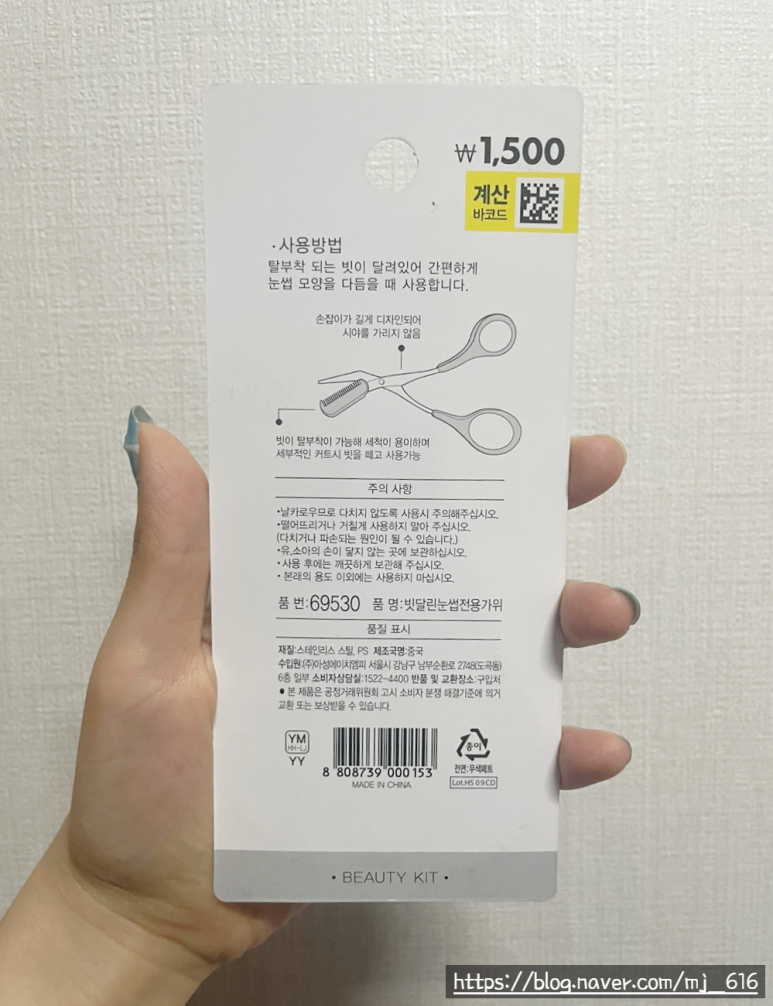 ₩1,500
계산
바코드
·사용방법
탈부착 되는 빗이 달려있어 간편하게
눈썹 모양을 다듬을 때 사용합니다.
손잡이가 길게 디자인되어
시야를 가리지 않음
빗이 탈부착이 가능해 세척이 용이하며
세부적인 커트시 빗을 떼고 사용가능
주의 사항
•날카로우므로 다치지 않도록 사용시 주의해주십시오.
•떨어뜨리거나 거칠게 사용하지 말아 주십시오.
(다치거나 파손되는 원인이 될 수 있습니다.)
•유,소아의 손이 닿지 않는 곳에 보관하십시오.
•사용 후에는 깨끗하게 보관해 주십시오.
• 본래의 용도 이외에는 사용하지 마십시오.
품 번:69530 품 명:빗달린눈썹전용가위
품질 표시
재질:스테인리스 스틸, PS 제조국명:중국
수입원:(주)아성에이치엠피 서울시 강남구 남부순환로 2748(도곡동)
6층 일부 소비자상담실:1522-4400 반품 및 교환장소:구입처
● 본 제품은 공정거래위원회 고시 소비자 분쟁 해결기준에 의거
교환 또는 보상받을 수 있습니다.
YM
HH-LJ
YY
8 808739 000153
MADE IN CHINA
종이
전면:무색페트
Lot.HS 09CD
• BEAUTY KIT •
https://blog.naver.com/mj_616